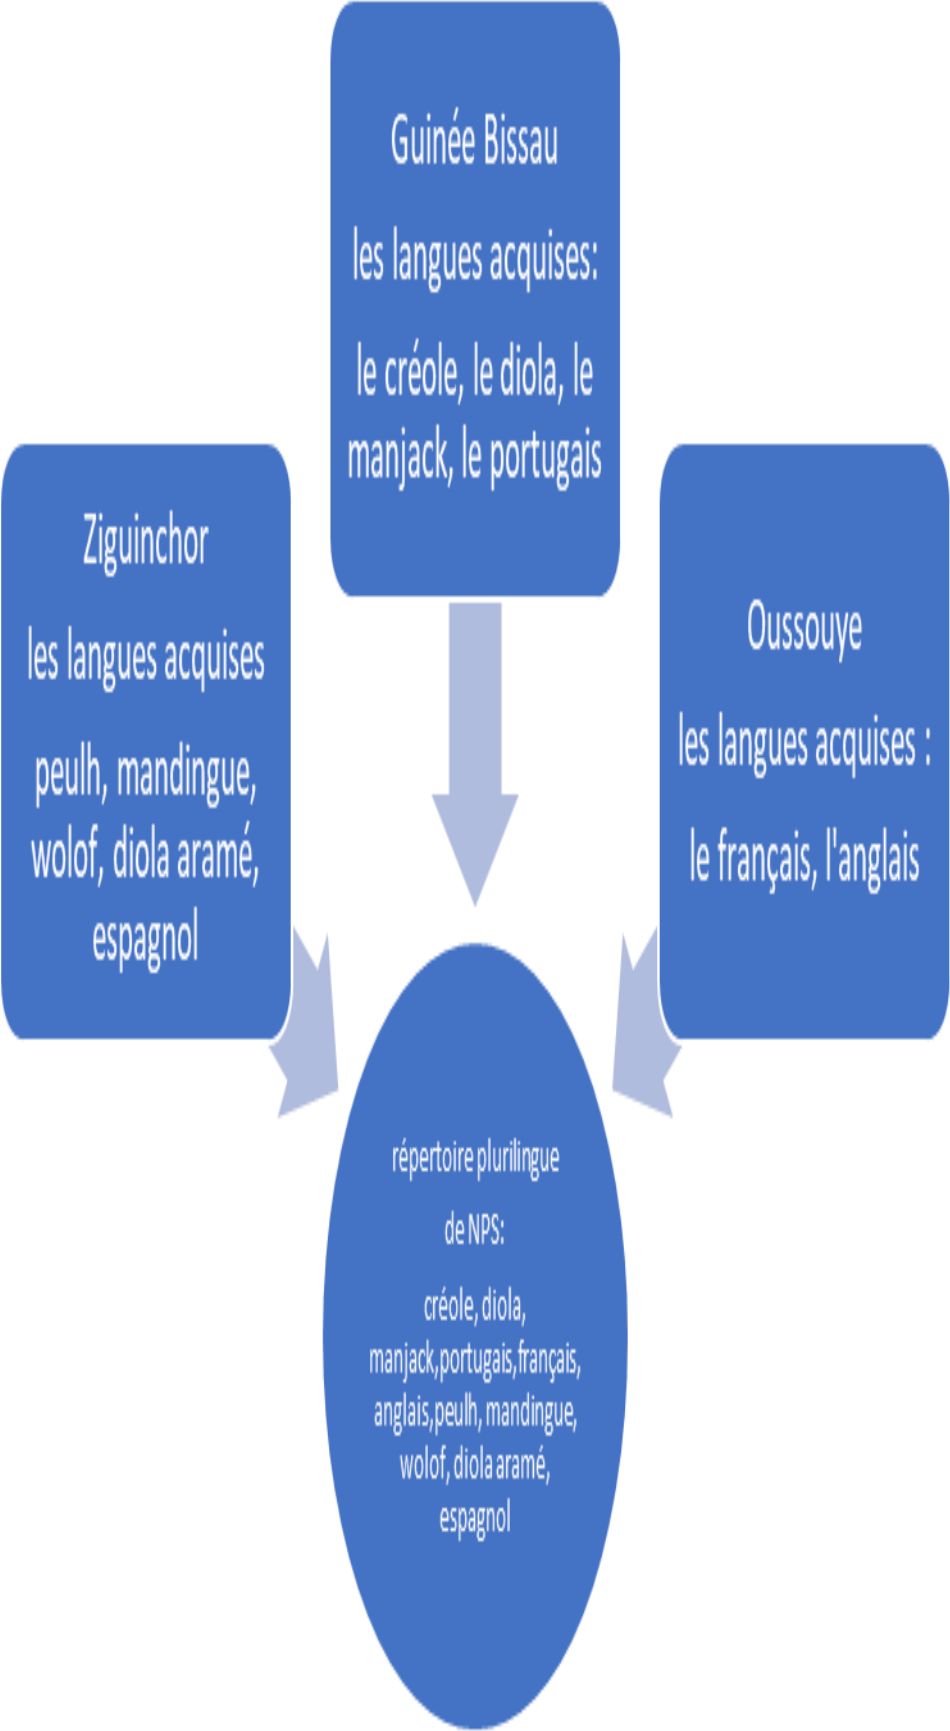 Guinée Bissau
les langues acquises:
le créole, le diola, le
manjack, le portugais
Ziguinchor
les langues acquises
peulh, mandingue,
wolof, diola aramé,
espagnol
Oussouye
les langues acquises :
le français, l'anglais
répertoire plurilingue
de NPS:
créole, diola,
manjack,portugais,français,
anglais,peulh, mandingue,
wolof, diola aramé,
espagnol